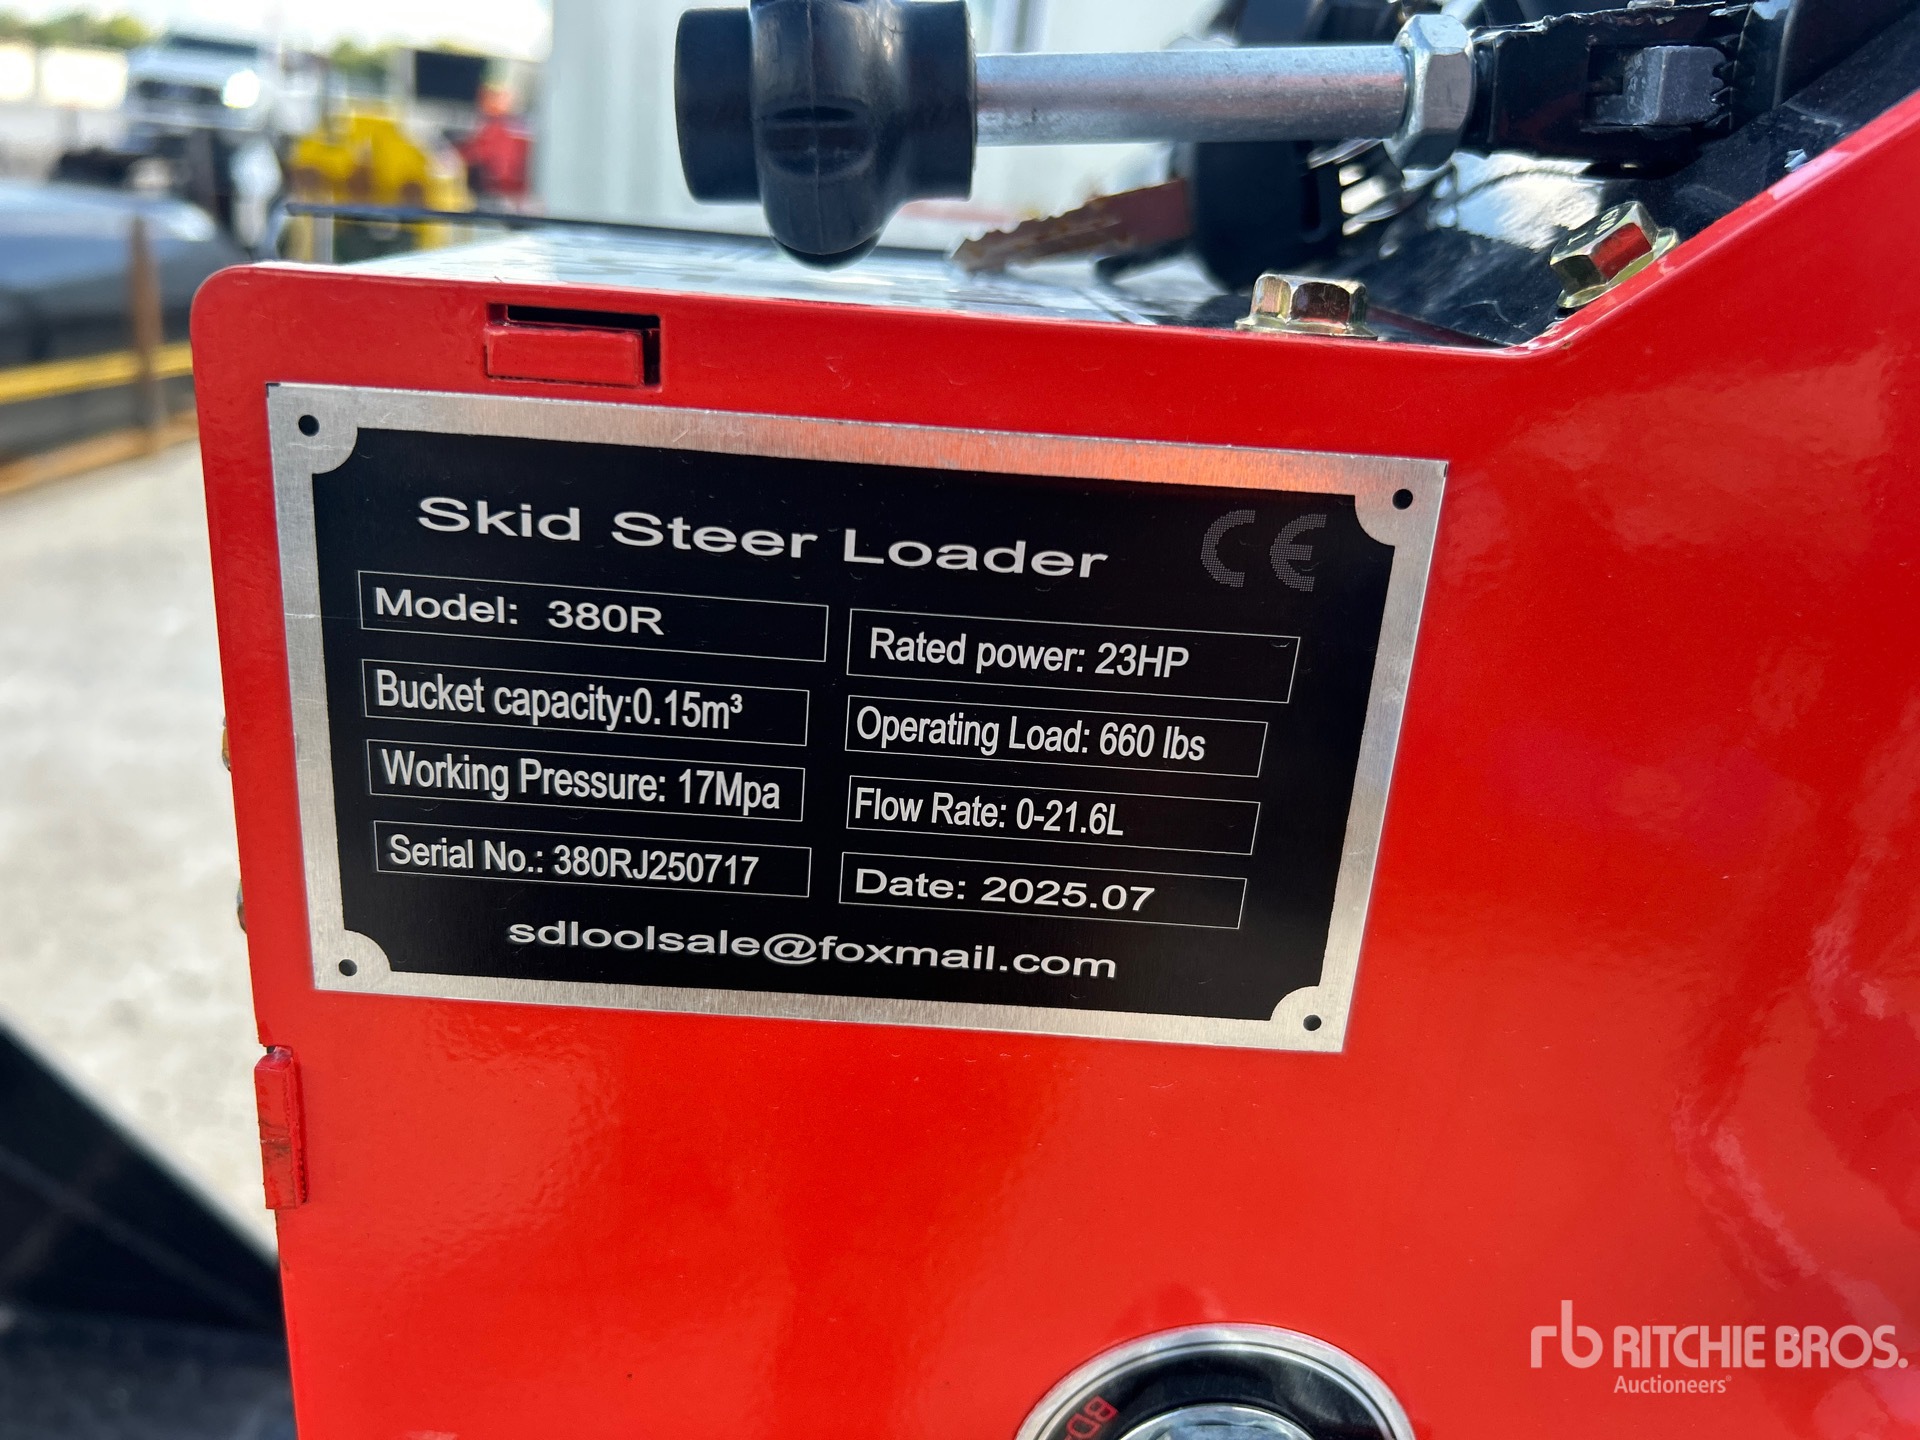 Skid Steer Loader CE
Model: 380R
Rated power: 23HP
Bucket capacity:0.15m³
Operating Load: 660 lbs
Working Pressure: 17Mpa
Flow Rate: 0-21.6L
Serial No.: 380RJ250717
Date: 2025.07
sdloolsale@foxmail.com
rb RITCHIE BROS.
Auctioneers